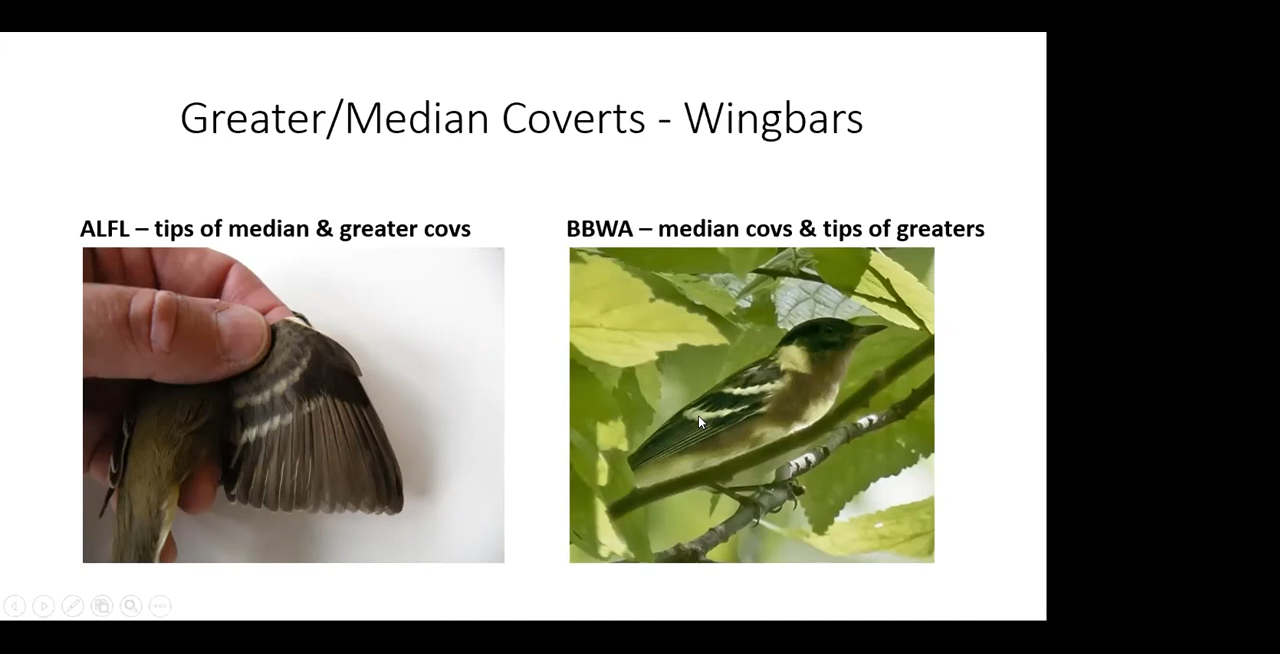 Greater/Median Coverts - Wingbars
ALFL – tips of median & greater covs
BBWA – median covs & tips of greaters